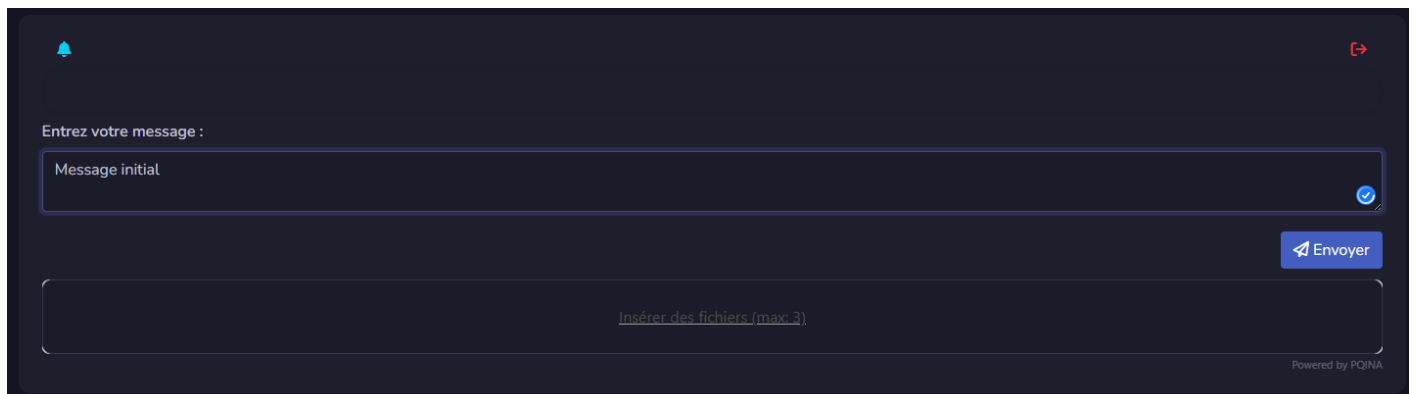 Entrez votre message :
Message initial
Envoyer
Insérer des fichiers (max: 3)
Powered by PQINA